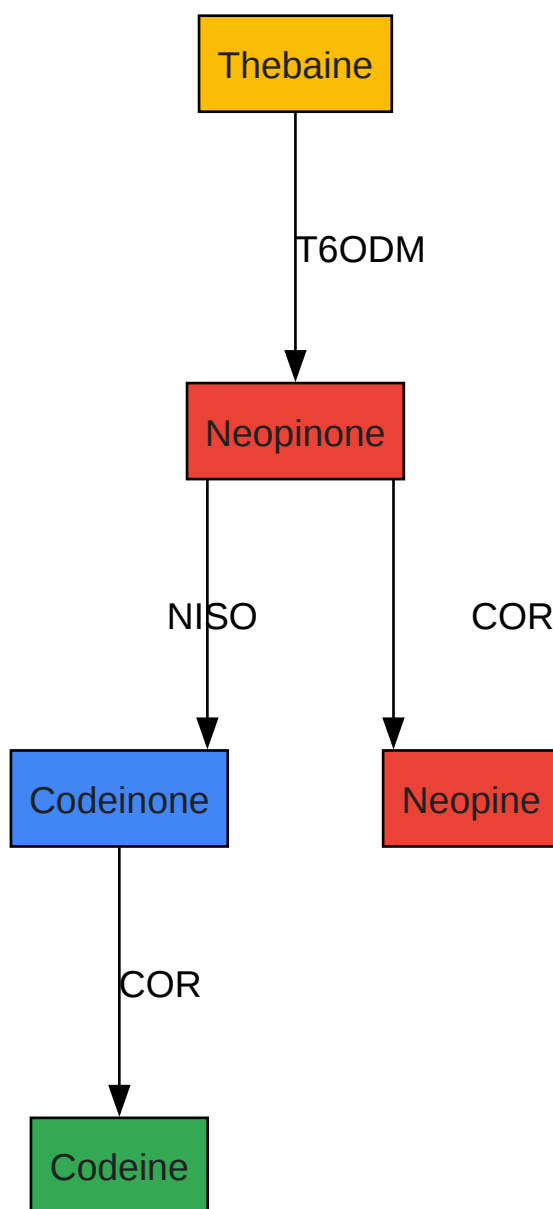 Thebaine
T6ODM
Neopinone
NISO
COR
Codeinone
Neopine
COR
Codeine